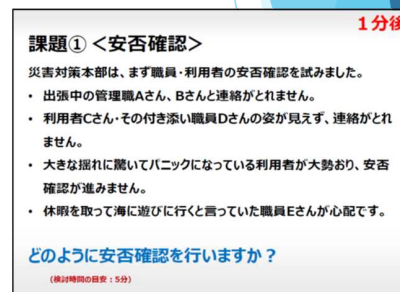 1分後
課題① <安否確認>
災害対策本部は、まず職員・利用者の安否確認を試みました。
・ 出張中の管理職Aさん、Bさんと連絡がとれません。
・ 利用者Cさん・その付き添い職員Dさんの姿が見えず、連絡がとれ
ません。
・ 大きな揺れに驚いてパニックになっている利用者が大勢おり、安否
確認が進みません。
・ 休暇を取って海に遊びに行くと言っていた職員Eさんが心配です。
どのように安否確認を行いますか？
(検討時間の目安：5分)